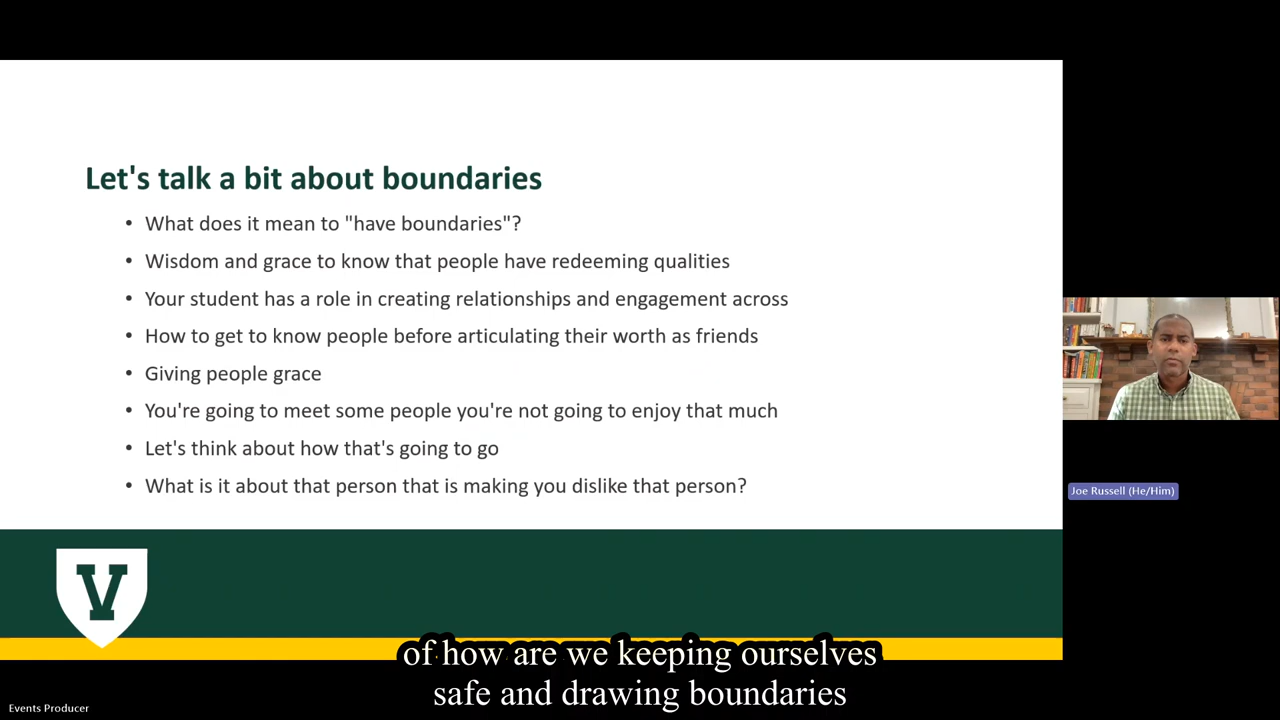 Let's talk a bit about boundaries
• What does it mean to "have boundaries"?
• Wisdom and grace to know that people have redeeming qualities
• Your student has a role in creating relationships and engagement across
• How to get to know people before articulating their worth as friends
• Giving people grace
• You're going to meet some people you're not going to enjoy that much
• Let's think about how that's going to go
• What is it about that person that is making you dislike that person?
Joe Russell (He/Him)
V
of how are we keeping ourselves
safe and drawing boundaries
Events Producer